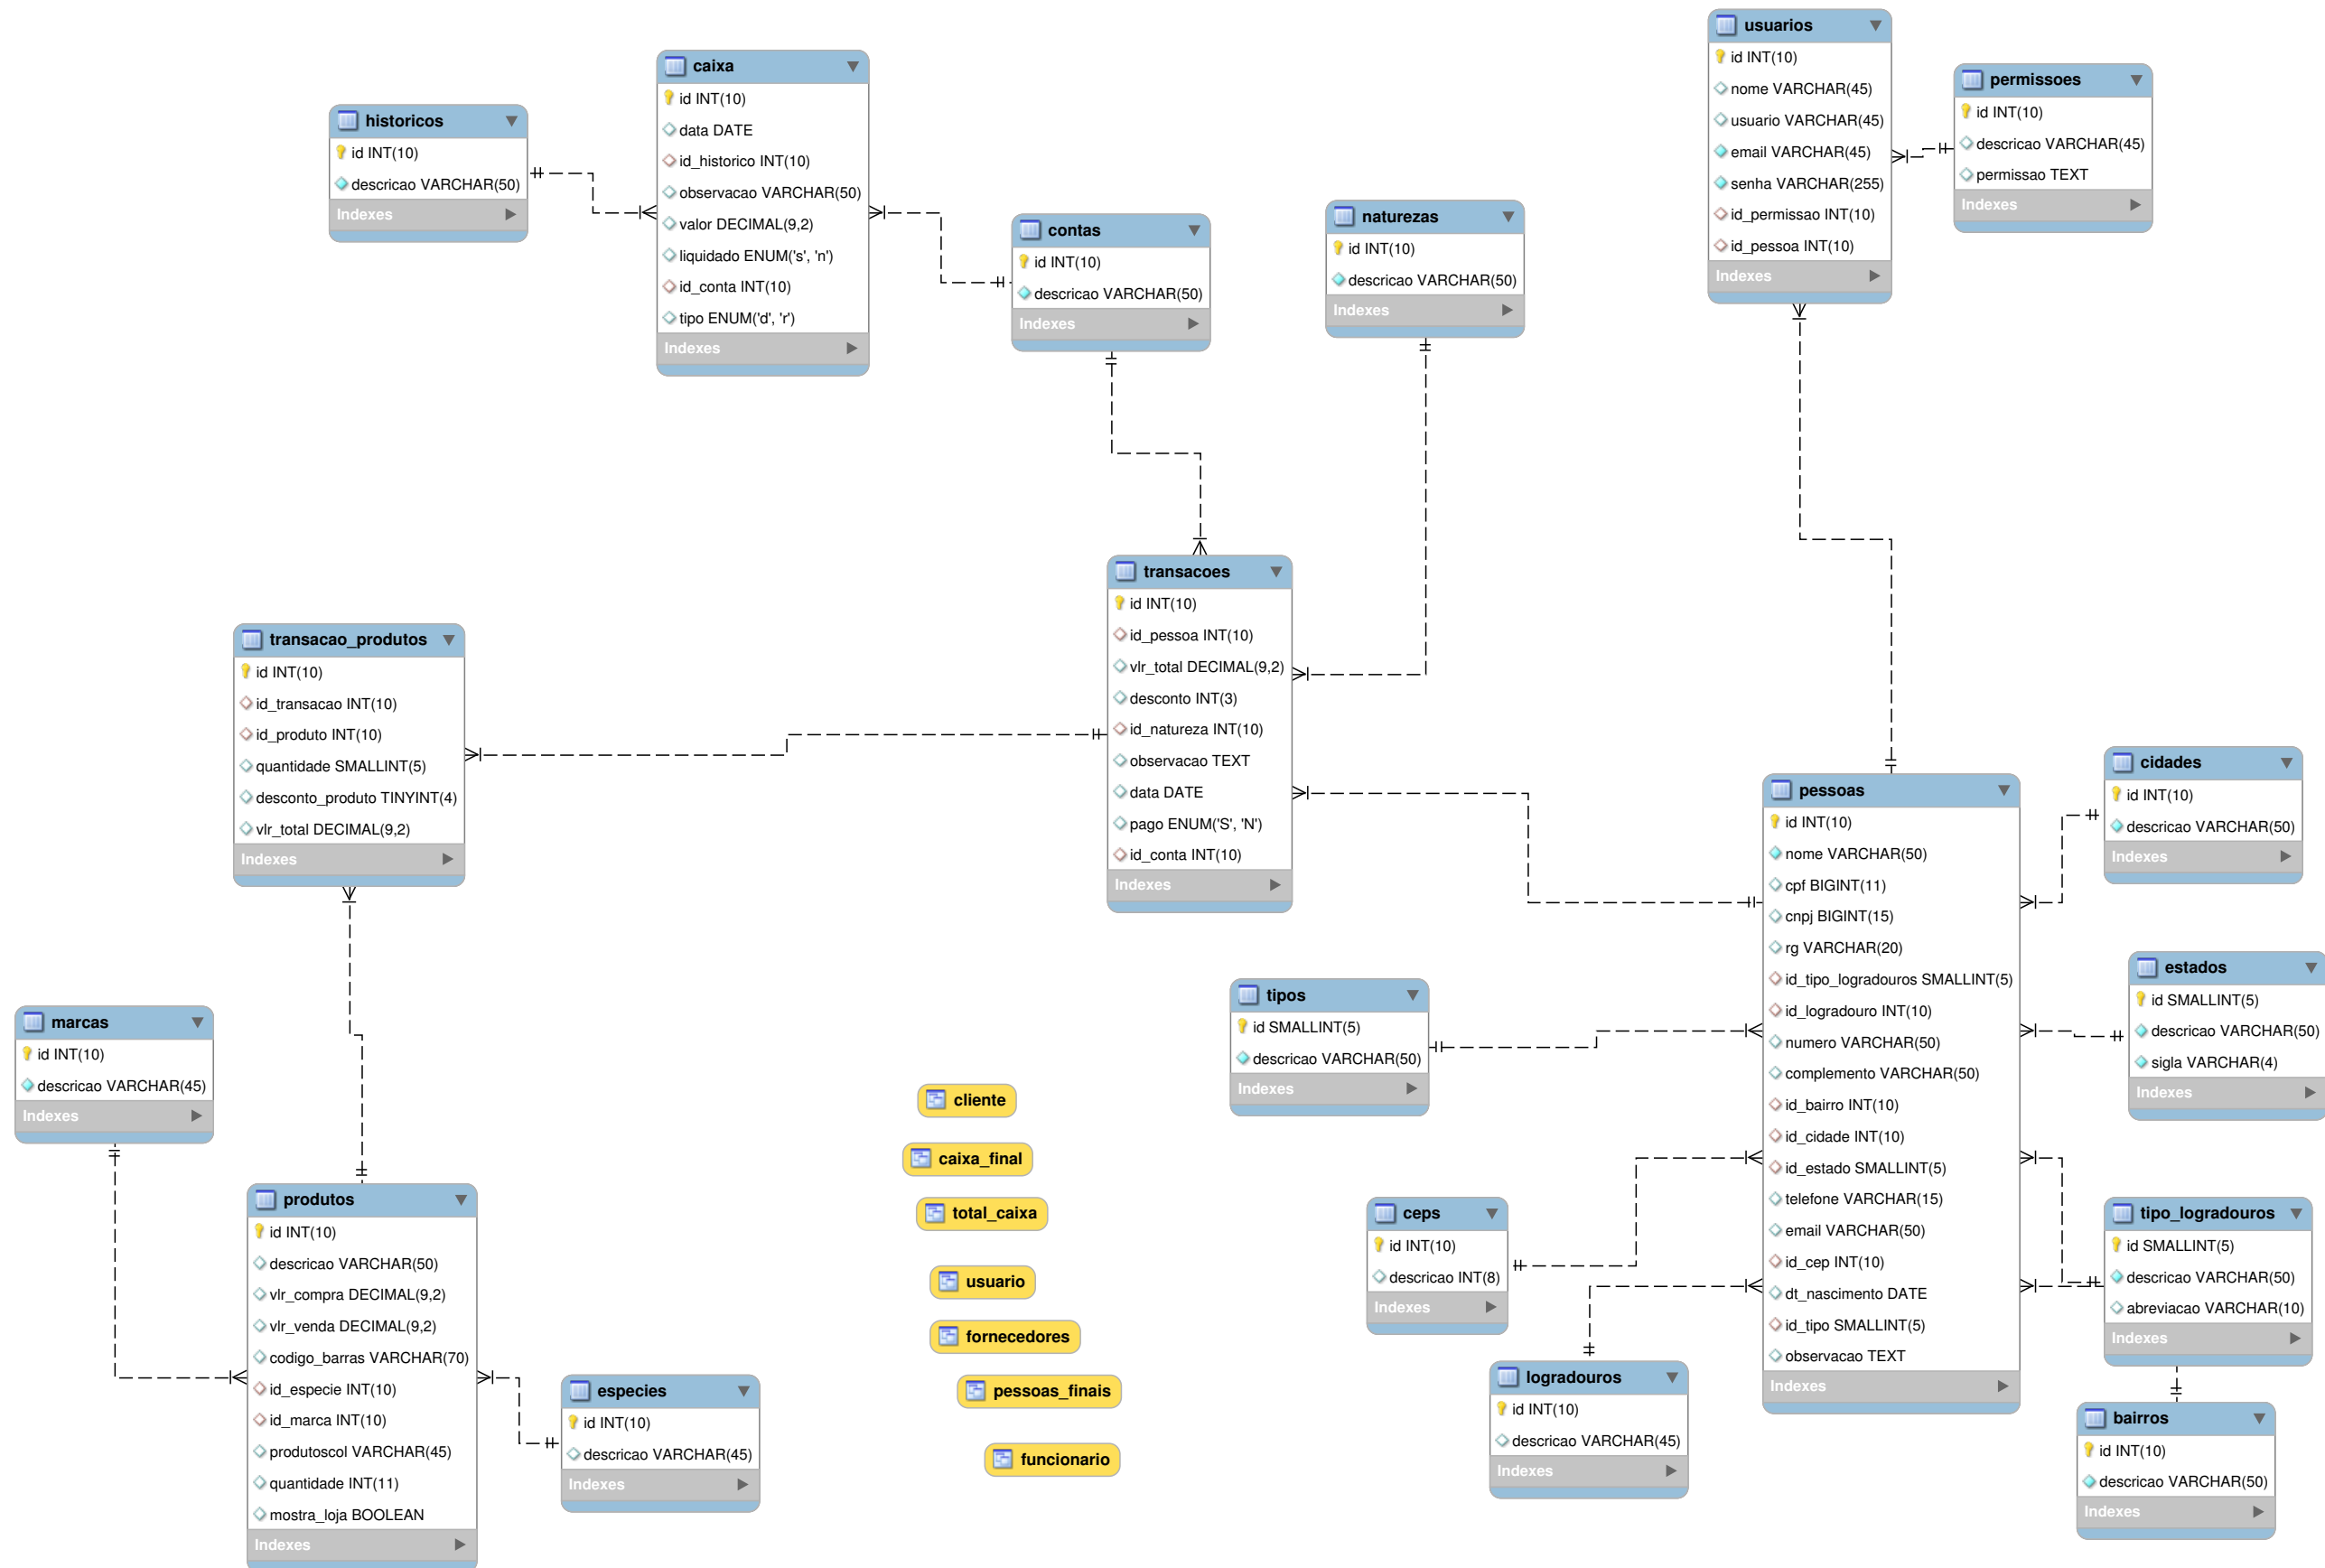 historicos
id INT(10)
descricao VARCHAR(50)
Indexes
caixa
id INT(10)
data DATE
id_historico INT(10)
observacao VARCHAR(50)
valor DECIMAL(9,2)
liquidado ENUM('s', 'n')
id_conta INT(10)
tipo ENUM('d', 'r')
Indexes
contas
id INT(10)
descricao VARCHAR(50)
Indexes
naturezas
id INT(10)
descricao VARCHAR(50)
Indexes
usuarios
id INT(10)
nome VARCHAR(45)
usuario VARCHAR(45)
email VARCHAR(45)
senha VARCHAR(255)
id_permissao INT(10)
id_pessoa INT(10)
Indexes
permissoes
id INT(10)
descricao VARCHAR(45)
permissao TEXT
Indexes
transacao_produtos
id INT(10)
id_transacao INT(10)
id_produto INT(10)
quantidade SMALLINT(5)
desconto_produto TINYINT(4)
vlr_total DECIMAL(9,2)
Indexes
transacoes
id INT(10)
id_pessoa INT(10)
vlr_total DECIMAL(9,2)
desconto INT(3)
id_natureza INT(10)
observacao TEXT
data DATE
pago ENUM('S', 'N')
id_conta INT(10)
Indexes
pessoas
id INT(10)
nome VARCHAR(50)
cpf BIGINT(11)
cnpj BIGINT(15)
rg VARCHAR(20)
id_tipo_logradouros SMALLINT(5)
id_logradouro INT(10)
numero VARCHAR(50)
complemento VARCHAR(50)
id_bairro INT(10)
id_cidade INT(10)
id_estado SMALLINT(5)
telefone VARCHAR(15)
email VARCHAR(50)
id_cep INT(10)
dt_nascimento DATE
id_tipo SMALLINT(5)
observacao TEXT
Indexes
cidades
id INT(10)
descricao VARCHAR(50)
Indexes
estados
id SMALLINT(5)
descricao VARCHAR(50)
sigla VARCHAR(4)
Indexes
tipos
id SMALLINT(5)
descricao VARCHAR(50)
Indexes
marcas
id INT(10)
descricao VARCHAR(45)
Indexes
produtos
id INT(10)
descricao VARCHAR(50)
vlr_compra DECIMAL(9,2)
vlr_venda DECIMAL(9,2)
codigo_barras VARCHAR(70)
id_especie INT(10)
id_marca INT(10)
produtoscol VARCHAR(45)
quantidade INT(11)
mostra_loja BOOLEAN
Indexes
especies
id INT(10)
descricao VARCHAR(45)
Indexes
cliente
caixa_final
total_caixa
usuario
fornecedores
pessoas_finais
funcionario
ceps
id INT(10)
descricao INT(8)
Indexes
logradouros
id INT(10)
descricao VARCHAR(45)
Indexes
tipo_logradouros
id SMALLINT(5)
descricao VARCHAR(50)
abreviacao VARCHAR(10)
Indexes
bairros
id INT(10)
descricao VARCHAR(50)
Indexes